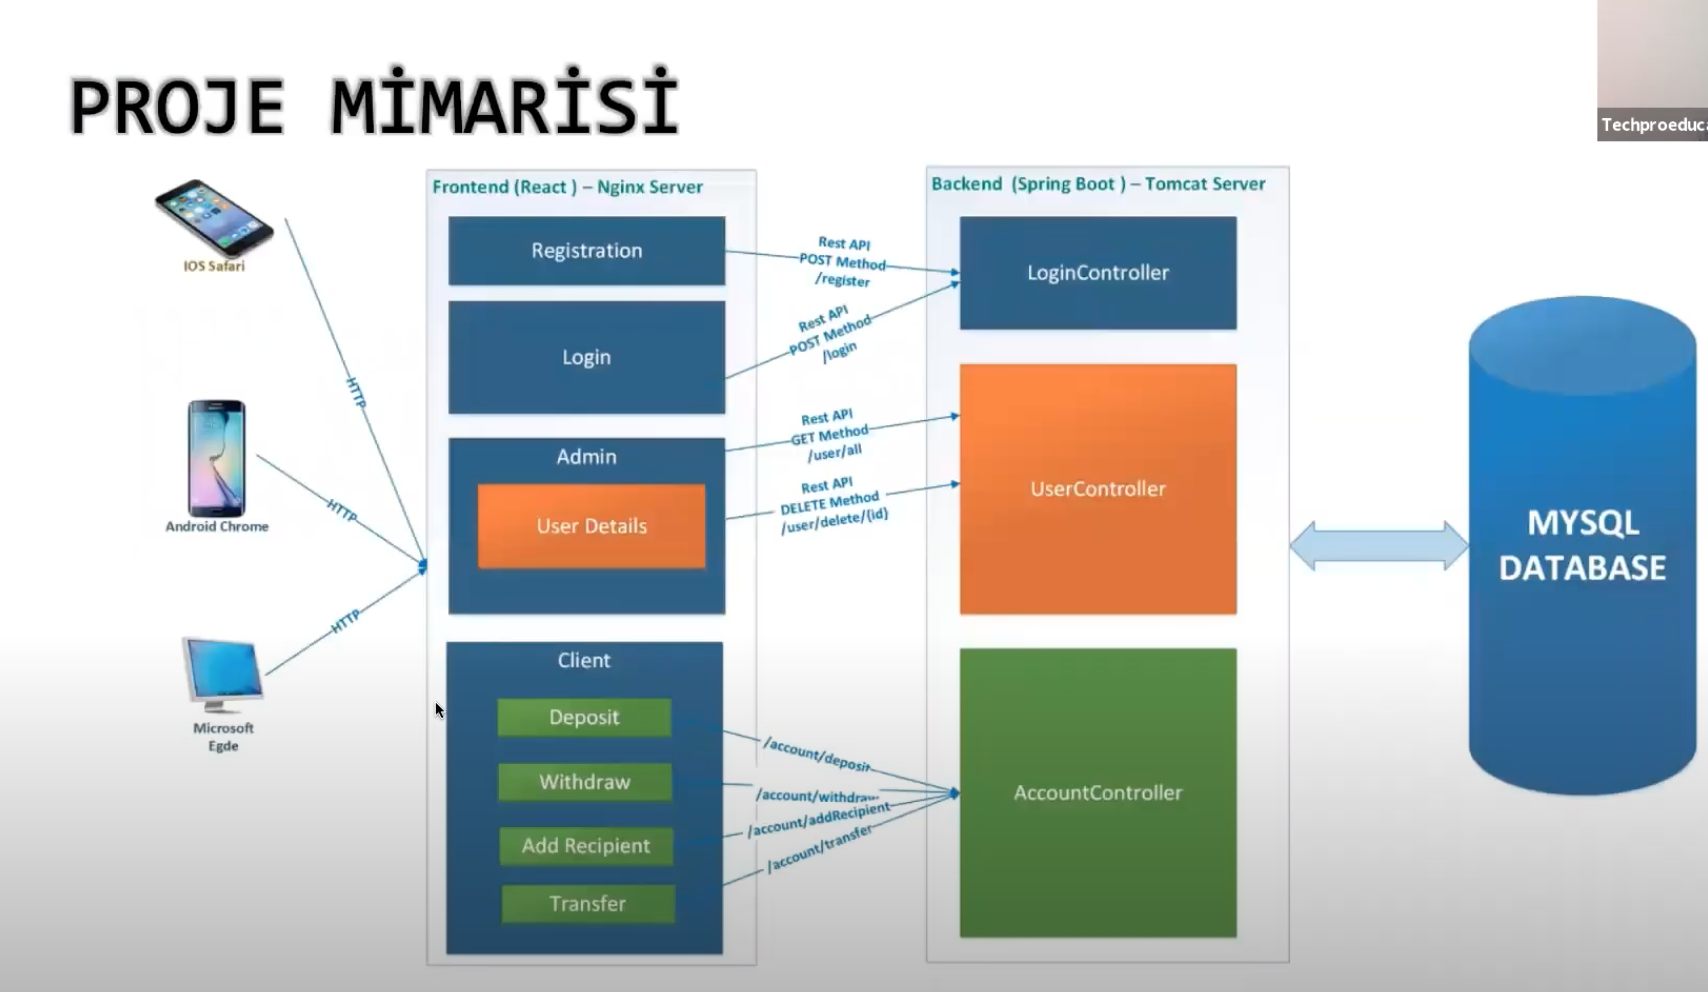 PROJE MİMARİSİ
IOS Safari
HTTP
Android Chrome
HTTP
Microsoft
Egde
HTTP
Frontend (React ) – Nginx Server
Registration
Login
Admin
User Details
Client
Deposit
Withdraw
Add Recipient
Transfer
Rest API
POST Method
/register
Rest API
POST Method
/login
Rest API
GET Method
/user/all
Rest API
DELETE Method
/user/delete/{id}
/account/deposit
/account/withdraw
/account/addRecipient
/account/transfer
Backend (Spring Boot ) – Tomcat Server
LoginController
UserController
AccountController
MYSQL
DATABASE